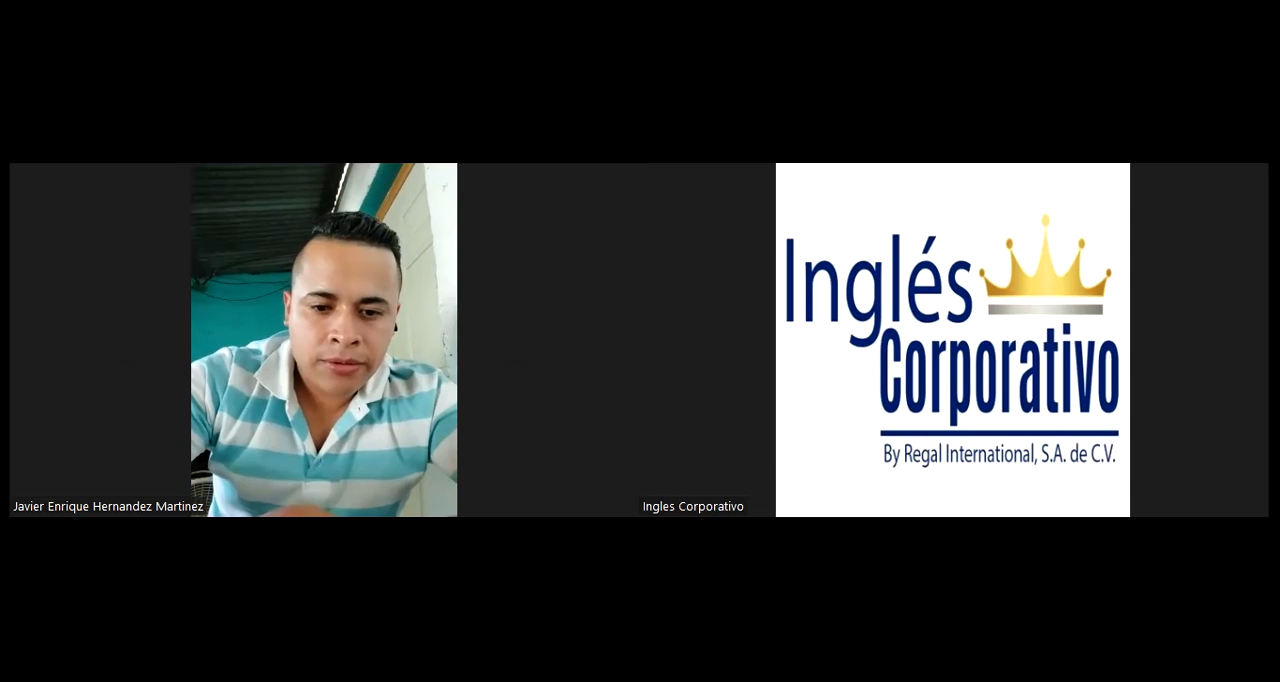 Inglés
Corporativo
By Regal International, S.A. de C.V.
Javier Enrique Hernandez Martinez
Ingles Corporativo